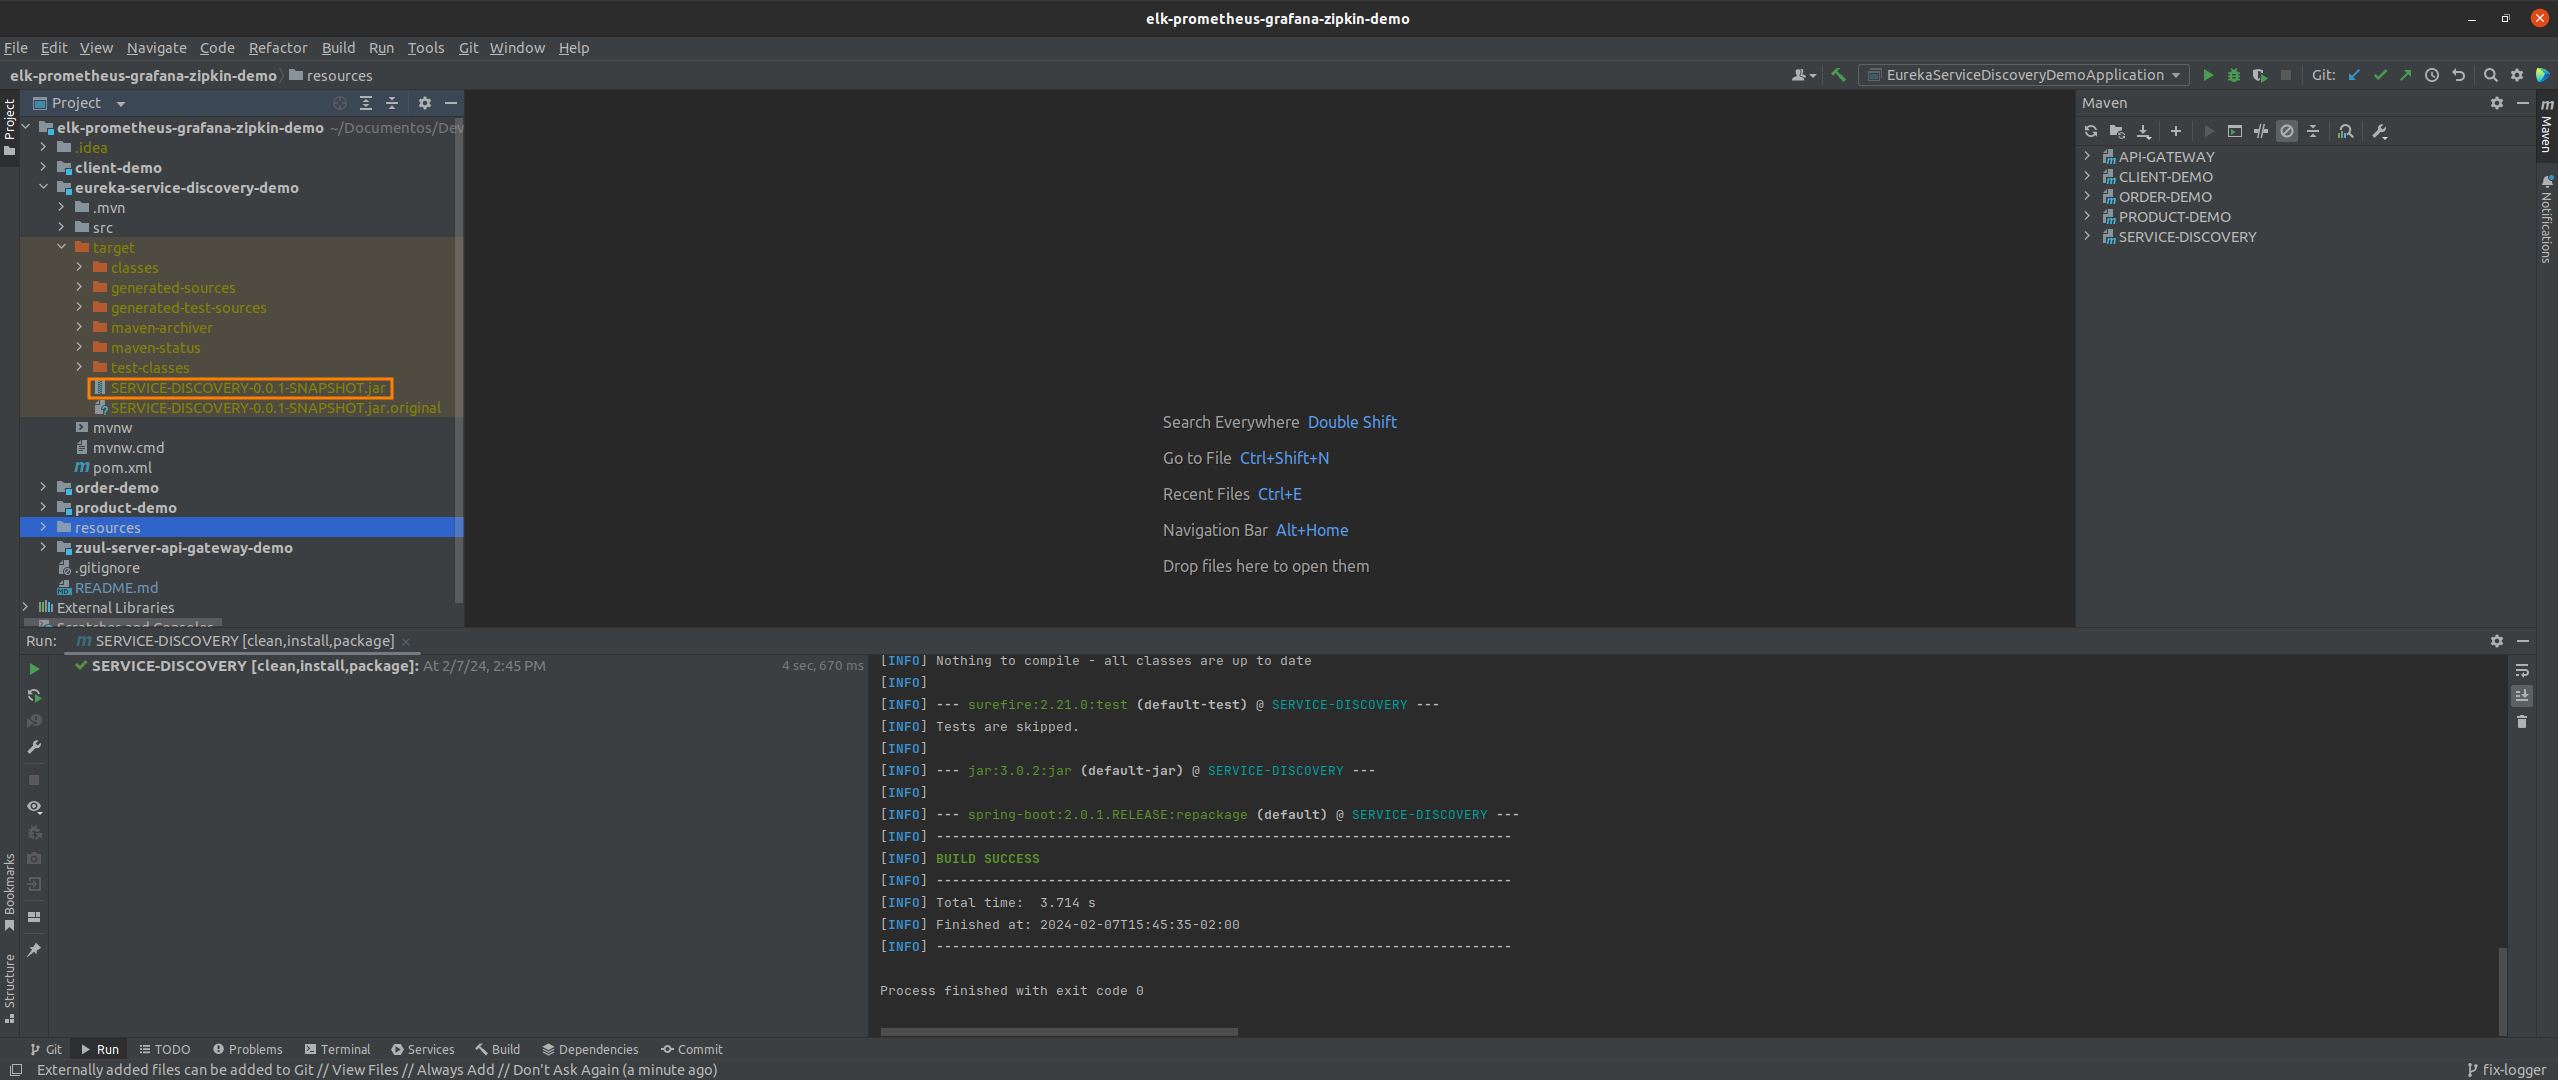 elk-prometheus-grafana-zipkin-demo
File Edit View Navigate Code Refactor Build Run Tools Git Window Help
elk-prometheus-grafana-zipkin-demo resources
EurekaServiceDiscoveryDemoApplication
Git:
Project
Project
elk-prometheus-grafana-zipkin-demo ~/Documentos/Dev
.idea
client-demo
eureka-service-discovery-demo
.mvn
src
target
classes
generated-sources
generated-test-sources
maven-archiver
maven-status
test-classes
SERVICE-DISCOVERY-0.0.1-SNAPSHOT.jar
SERVICE-DISCOVERY-0.0.1-SNAPSHOT.jar.original
mvnw
mvnw.cmd
pom.xml
order-demo
product-demo
resources
zuul-server-api-gateway-demo
.gitignore
README.md
External Libraries
Scratches and Consoles
Search Everywhere Double Shift
Go to File Ctrl+Shift+N
Recent Files Ctrl+E
Navigation Bar Alt+Home
Drop files here to open them
Maven
API-GATEWAY
CLIENT-DEMO
ORDER-DEMO
PRODUCT-DEMO
SERVICE-DISCOVERY
Maven
Notifications
Run: SERVICE-DISCOVERY [clean,install,package]
SERVICE-DISCOVERY [clean,install,package]: At 2/7/24, 2:45 PM 4 sec, 670 ms
[INFO] Nothing to compile - all classes are up to date
[INFO]
[INFO] --- surefire:2.21.0:test (default-test) @ SERVICE-DISCOVERY ---
[INFO] Tests are skipped.
[INFO]
[INFO] --- jar:3.0.2:jar (default-jar) @ SERVICE-DISCOVERY ---
[INFO]
[INFO] --- spring-boot:2.0.1.RELEASE:repackage (default) @ SERVICE-DISCOVERY ---
[INFO] ------------------------------------------------------------------------
[INFO] BUILD SUCCESS
[INFO] ------------------------------------------------------------------------
[INFO] Total time:  3.714 s
[INFO] Finished at: 2024-02-07T15:45:35-02:00
[INFO] ------------------------------------------------------------------------
Process finished with exit code 0
Bookmarks
Structure
Git Run TODO Problems Terminal Services Build Dependencies Commit
Externally added files can be added to Git // View Files // Always Add // Don't Ask Again (a minute ago)
fix-logger